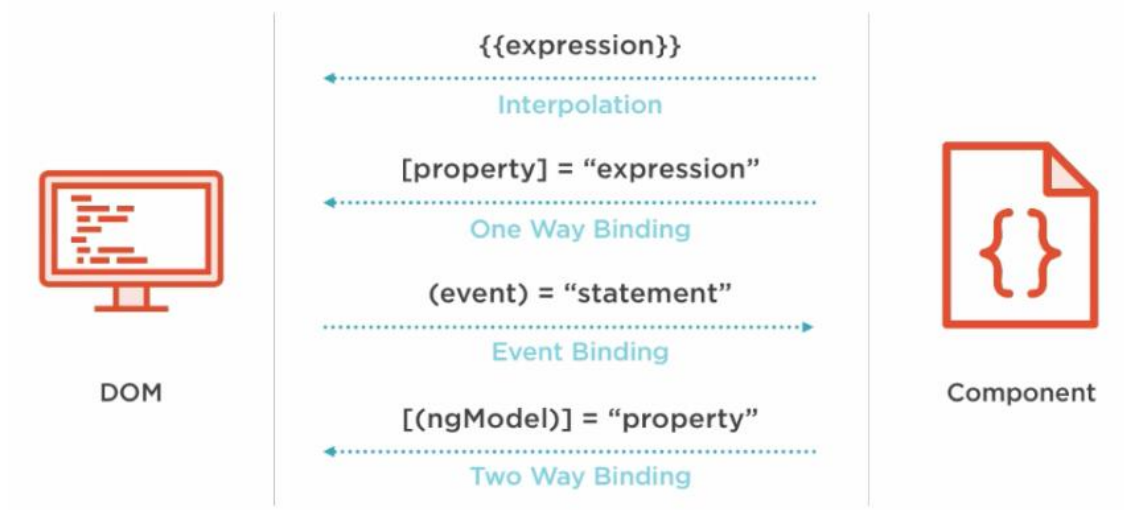 {{expression}}
Interpolation
[property] = “expression”
One Way Binding
(event) = “statement”
Event Binding
[(ngModel)] = “property”
Two Way Binding
DOM
Component
{}